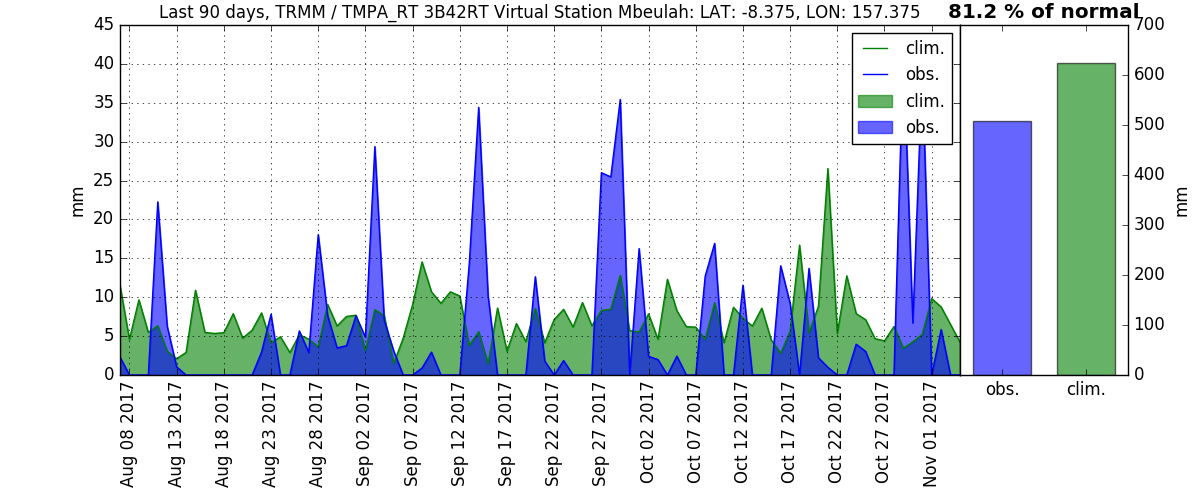 Last 90 days, TRMM / TMPA_RT 3B42RT Virtual Station Mbeulah: LAT: -8.375, LON: 157.375
81.2 % of normal
45
40
35
30
25
20
15
10
5
0
mm
clim.
obs.
clim.
obs.
700
600
500
400
300
200
100
0
mm
obs.
clim.
Aug 08 2017
Aug 13 2017
Aug 18 2017
Aug 23 2017
Aug 28 2017
Sep 02 2017
Sep 07 2017
Sep 12 2017
Sep 17 2017
Sep 22 2017
Sep 27 2017
Oct 02 2017
Oct 07 2017
Oct 12 2017
Oct 17 2017
Oct 22 2017
Oct 27 2017
Nov 01 2017